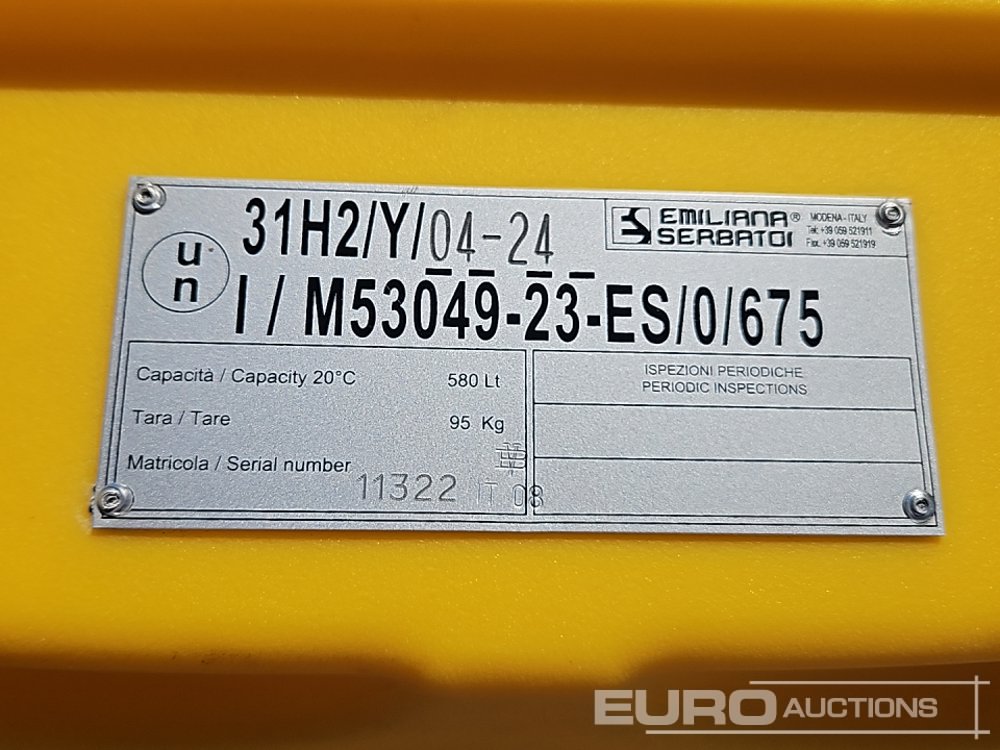 un
31H2/Y/04-24
EMILIANA® SERBATOI
MODENA - ITALY
Tel: +39 059 521911
Fax. +39 059 521919
I / M53049-23-ES/0/675
Capacità / Capacity 20°C 580 Lt
Tara / Tare 95 Kg
Matricola / Serial number 11322 IT 08
ISPEZIONI PERIODICHE
PERIODIC INSPECTIONS
EURO AUCTIONS